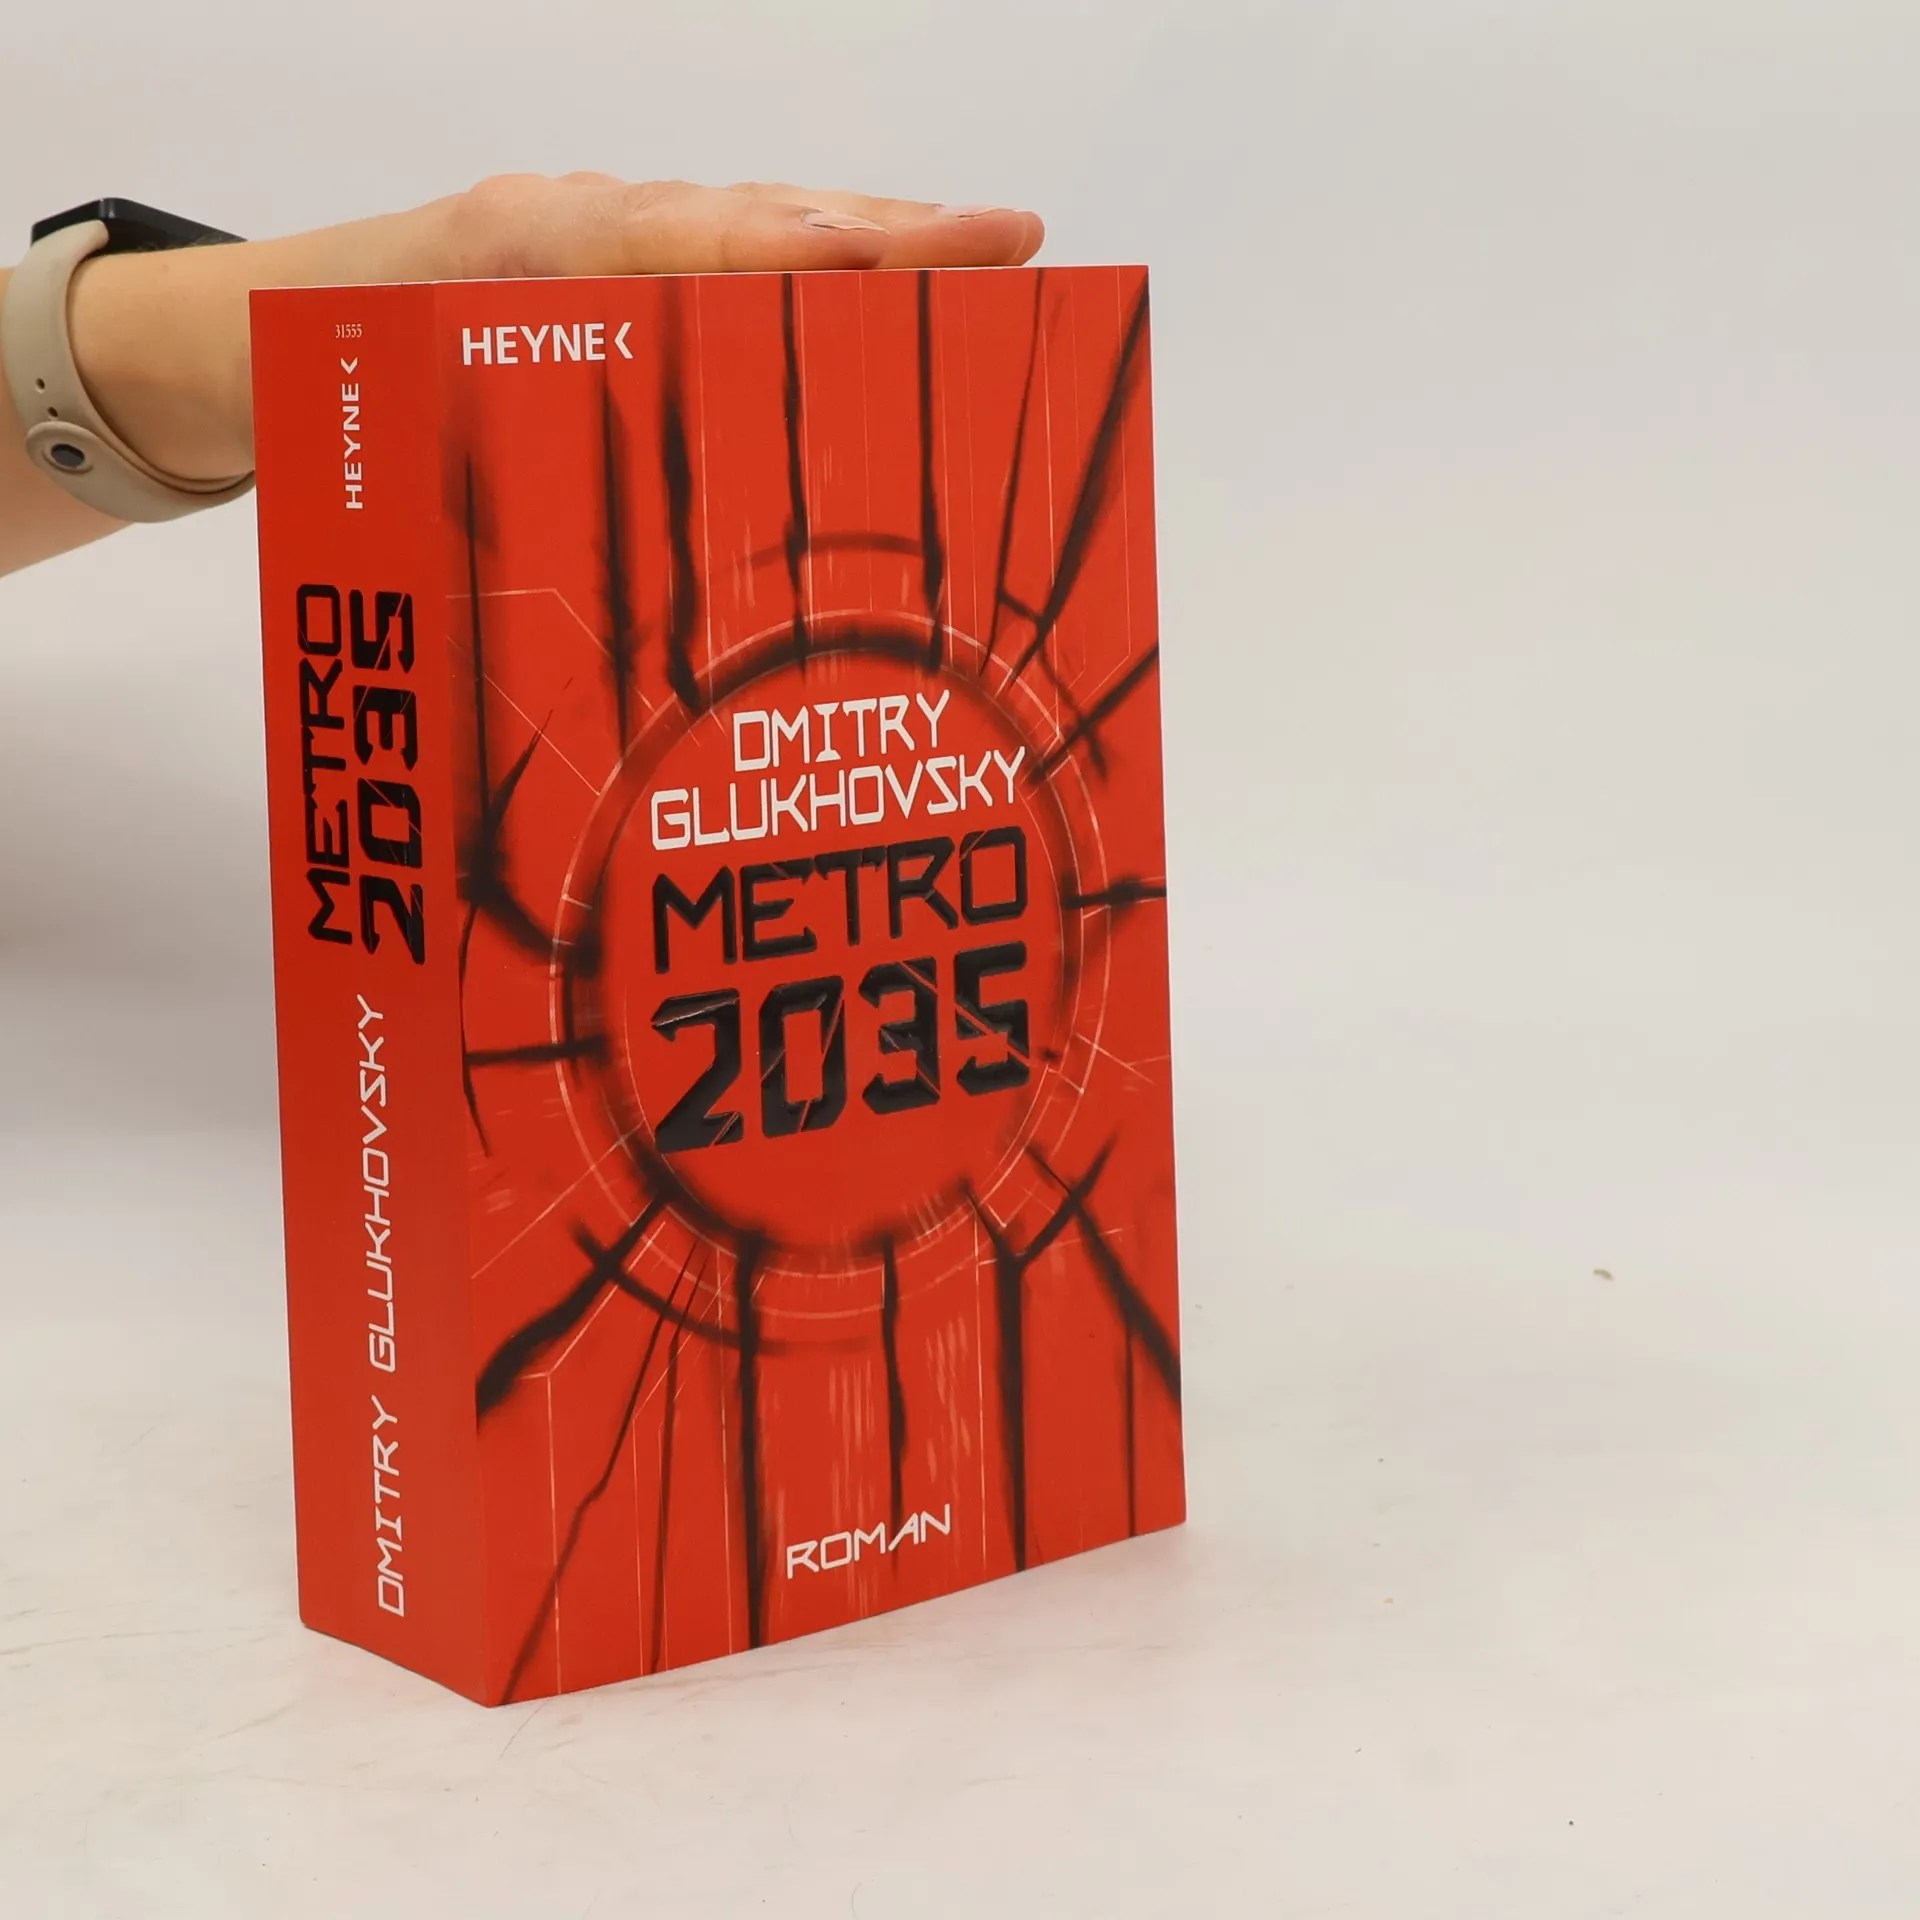 31555
HEYNE<
METRO
2035
DMITRY GLUKHOVSKY
HEYNE<
DMITRY
GLUKHOVSKY
METRO
2035
ROMAN